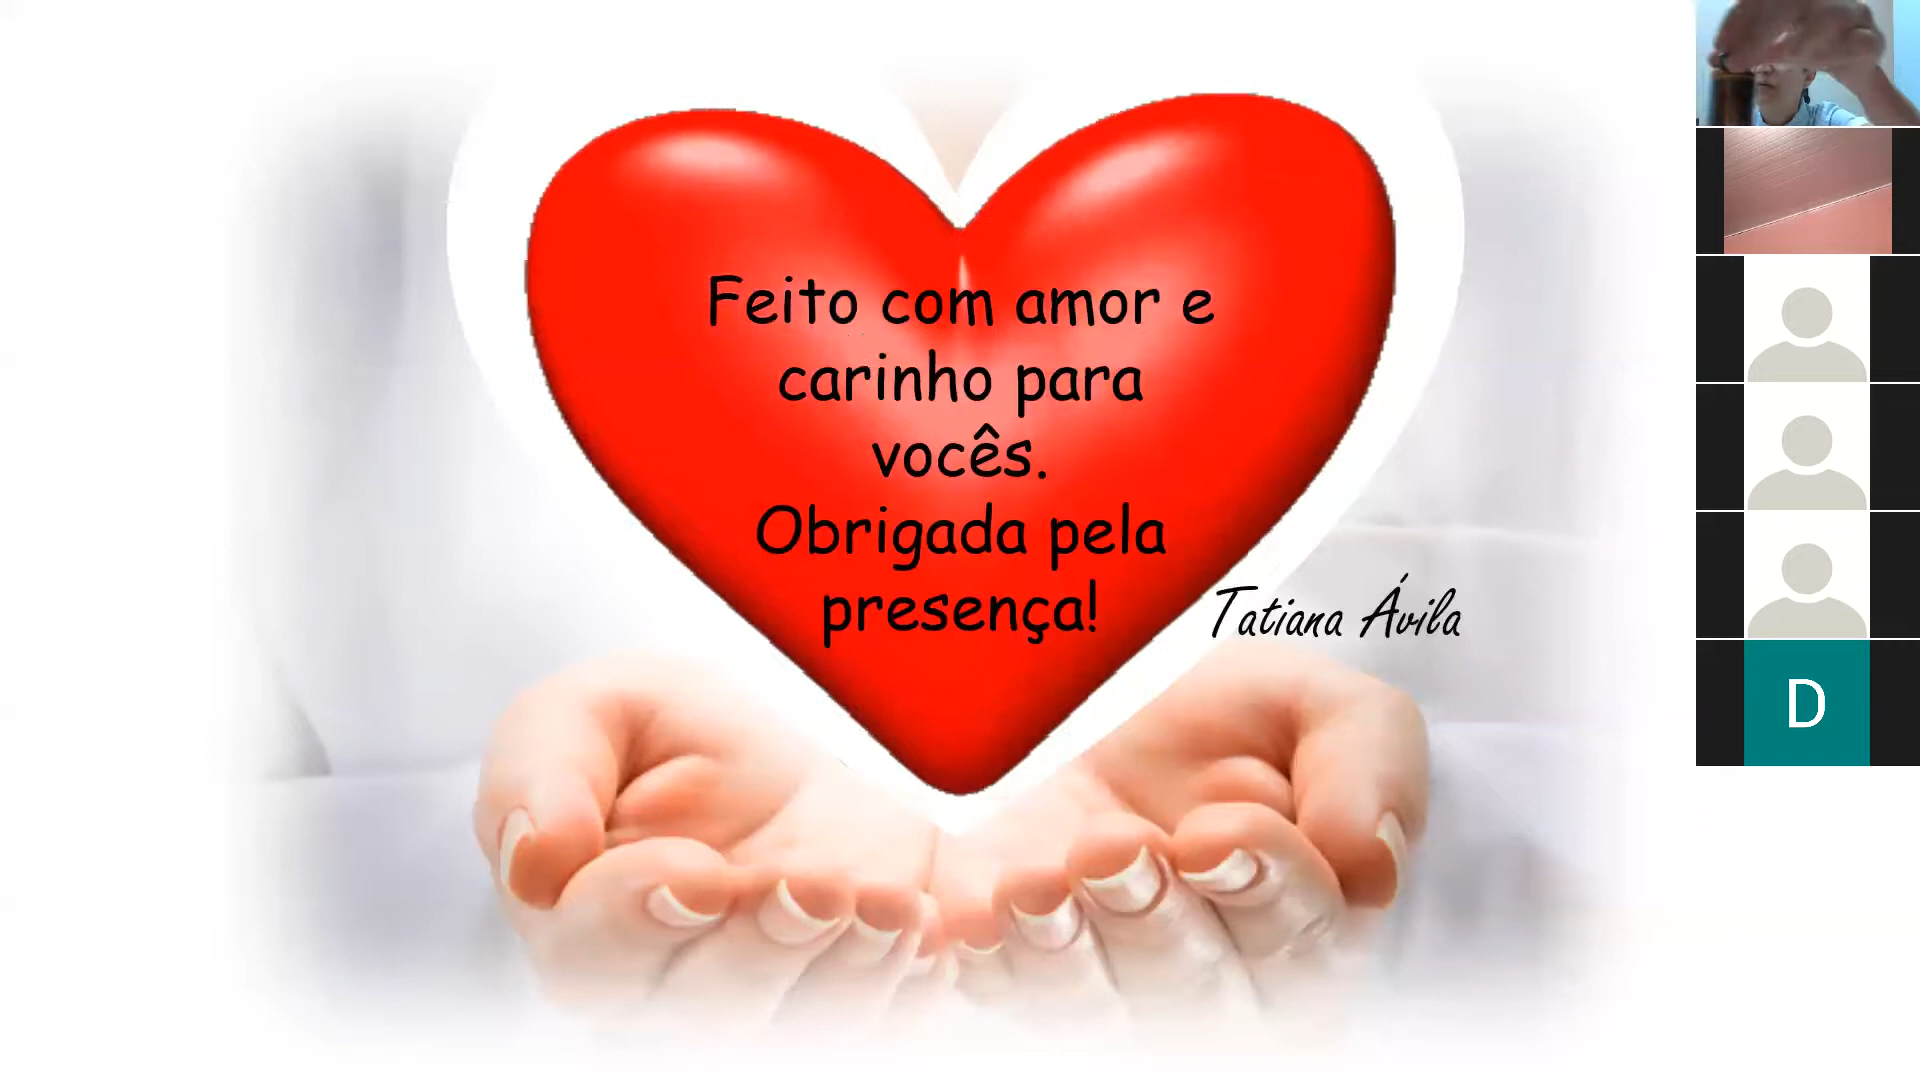 Feito com amor e
carinho para
vocês.
Obrigada pela
presença!
Tatiana Ávila
D